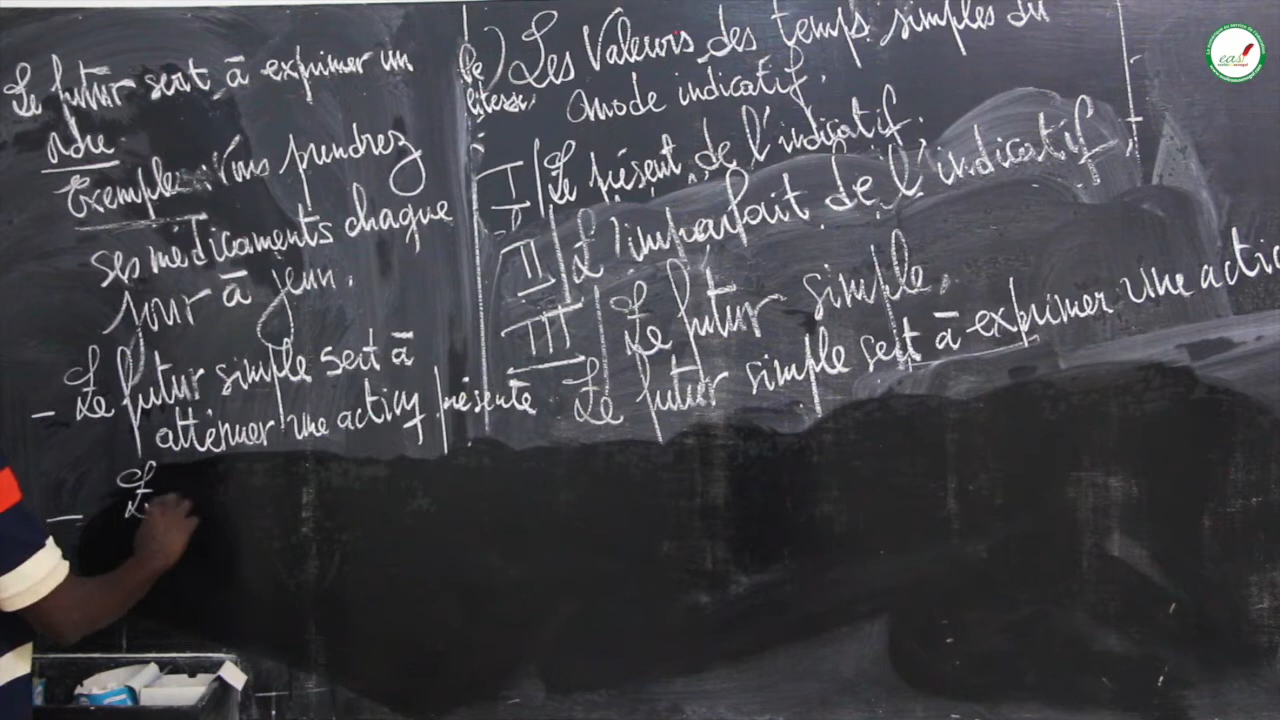 Le futur sert à exprimer un
ordre.
Exemple: Vous prendrez
ses médicaments chaque
jour à jeun.
- Le futur simple sert à
atténuer une action présente
- L
Les Valeurs des temps simples du
mode indicatif.
I Le présent de l'indicatif.
II L'imparfait de l'indicatif,
III Le futur simple.
Le futur simple sert à exprimer une actio
eas